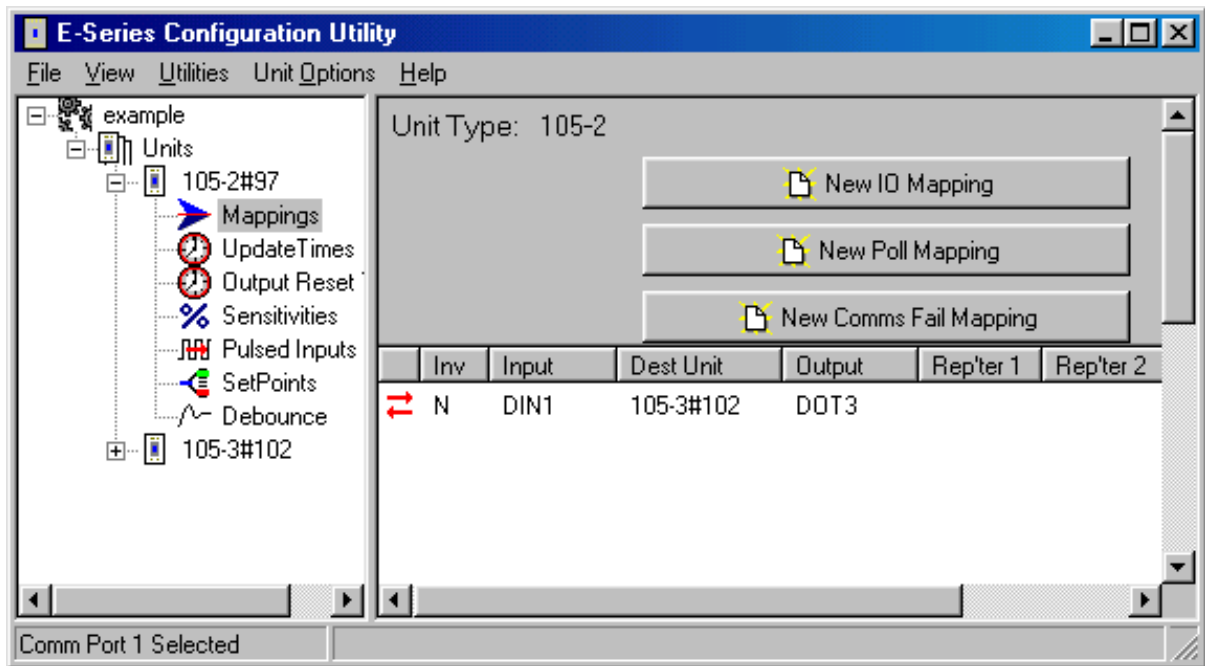 E-Series Configuration Utility
File View Utilities Unit Options Help
example
Units
105-2#97
Mappings
UpdateTimes
Output Reset
Sensitivities
Pulsed Inputs
SetPoints
Debounce
105-3#102
Unit Type: 105-2
New IO Mapping
New Poll Mapping
New Comms Fail Mapping
Inv Input Dest Unit Output Rep'ter 1 Rep'ter 2
N DIN1 105-3#102 DOT3
Comm Port 1 Selected